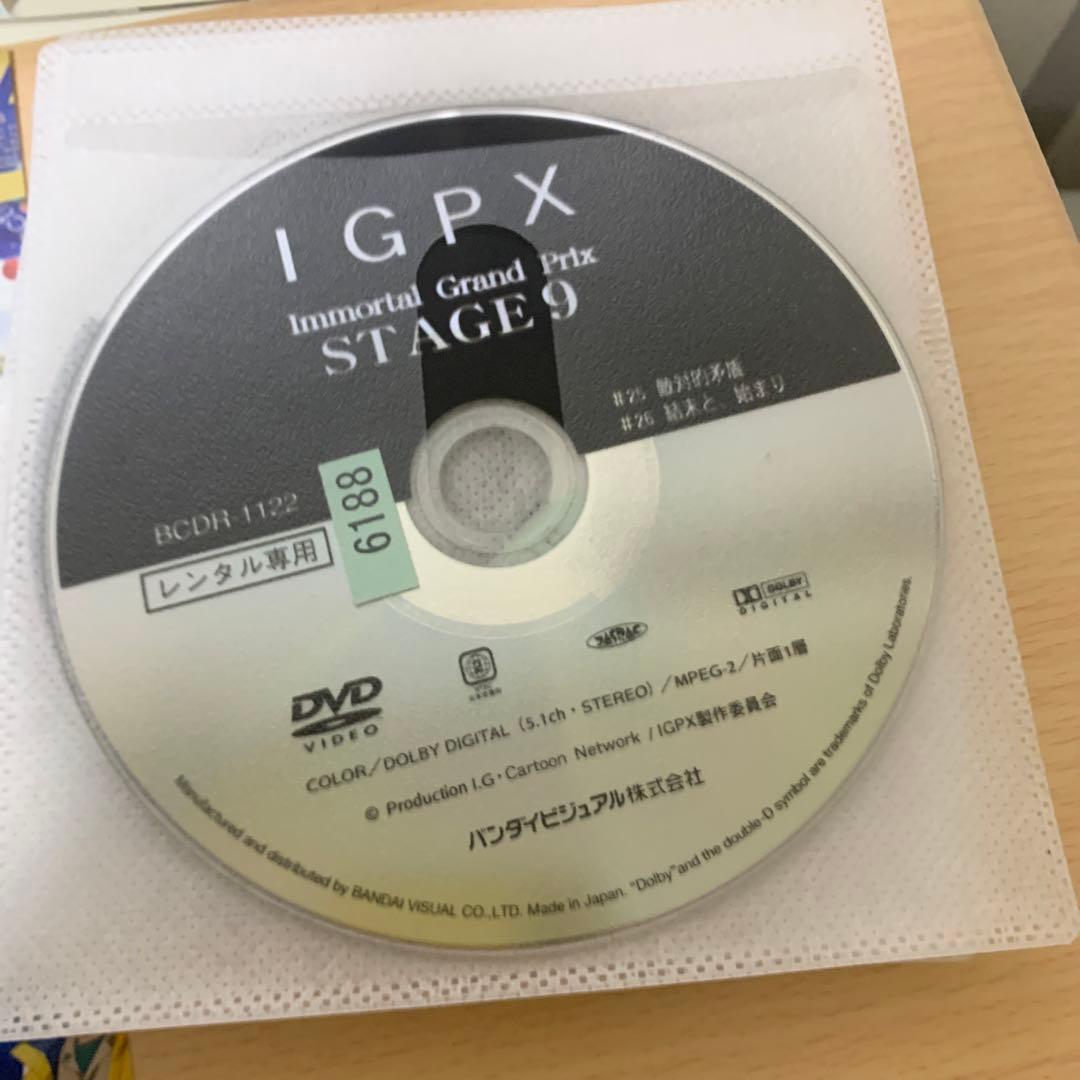 IGPX
Immortal Grand Prix
STAGE 9
#25 敵対的矛盾
#26 結末と、始まり
BCDR-1122
レンタル専用
6188
JASRAC
DOLBY
DIGITAL
DVD
VIDEO
COLOR/DOLBY DIGITAL (5.1ch・STEREO)/MPEG-2/片面1層
© Production I.G・Cartoon Network / IGPX製作委員会
バンダイビジュアル株式会社
Manufactured and distributed by BANDAI VISUAL CO.,LTD. Made in Japan. "Dolby"and the double-D symbol are trademarks of Dolby Laboratories.